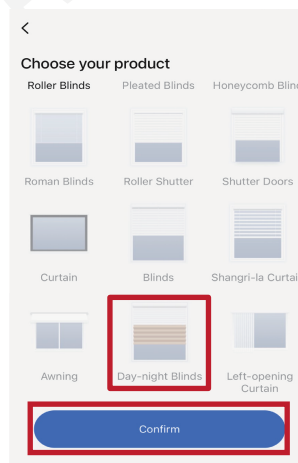 Choose your product
Roller Blinds Pleated Blinds Honeycomb Blin
Roman Blinds Roller Shutter Shutter Doors
Curtain Blinds Shangri-la Curtai
Awning Day-night Blinds Left-opening
Curtain
Confirm